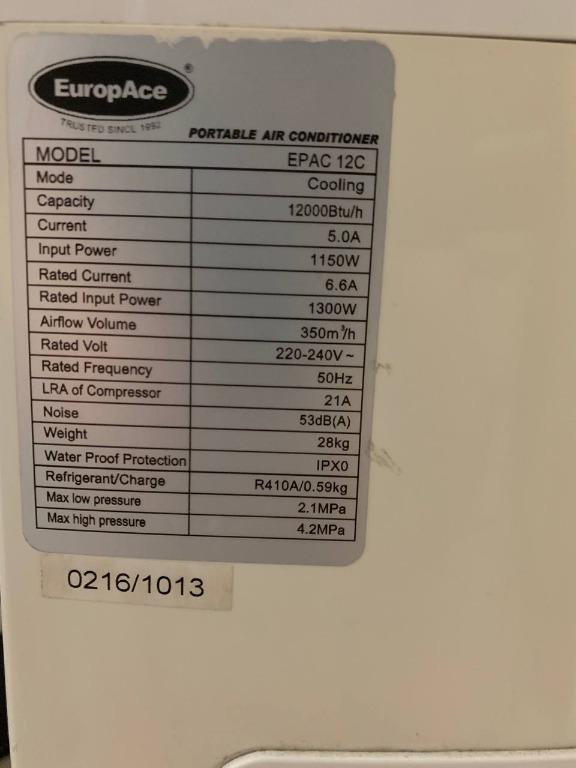 EuropAce
®
TRUSTED SINCE 1992
PORTABLE AIR CONDITIONER
MODEL EPAC 12C
Mode Cooling
Capacity 12000Btu/h
Current 5.0A
Input Power 1150W
Rated Current 6.6A
Rated Input Power 1300W
Airflow Volume 350m³/h
Rated Volt 220-240V ~
Rated Frequency 50Hz
LRA of Compressor 21A
Noise 53dB(A)
Weight 28kg
Water Proof Protection IPX0
Refrigerant/Charge R410A/0.59kg
Max low pressure 2.1MPa
Max high pressure 4.2MPa
0216/1013